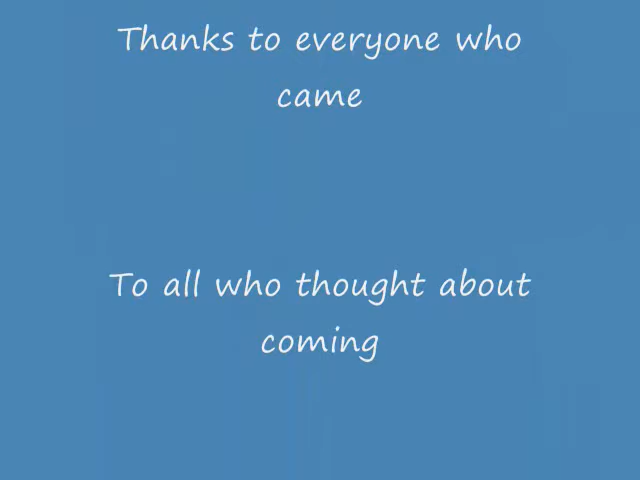 Thanks to everyone who
came
To all who thought about
coming